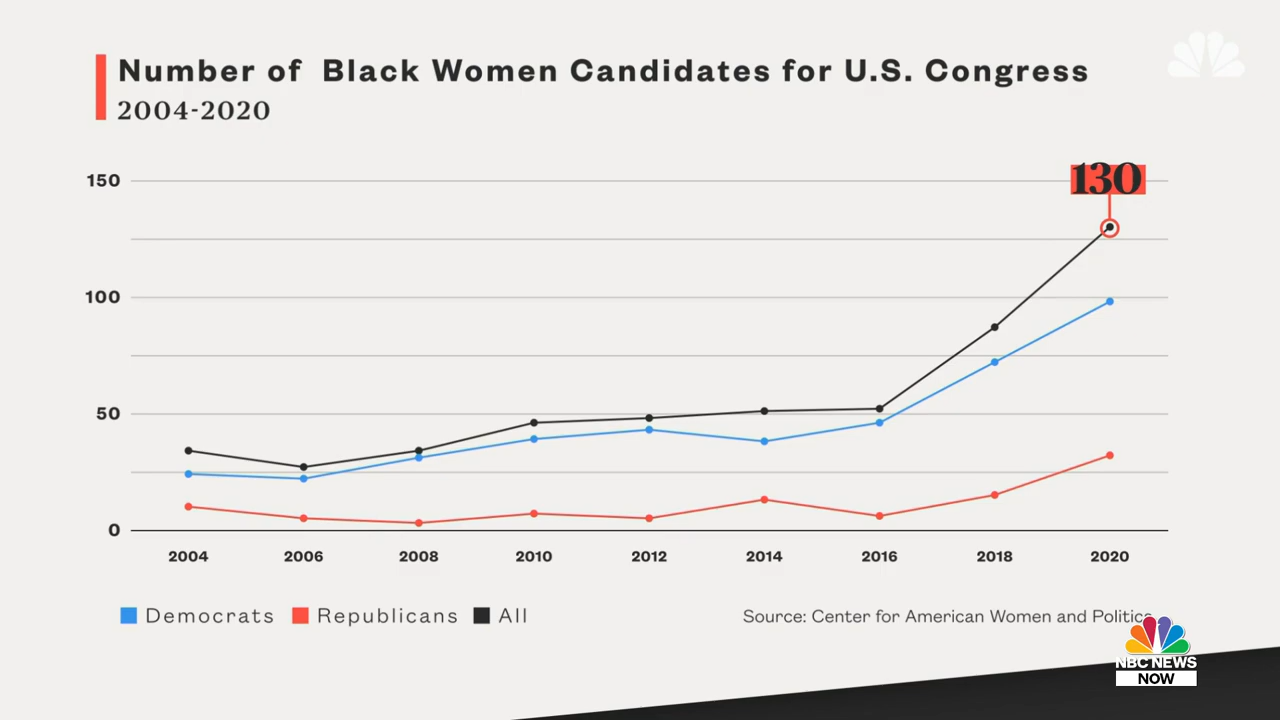 Number of Black Women Candidates for U.S. Congress
2004-2020
130
150
100
50
0
2004 2006 2008 2010 2012 2014 2016 2018 2020
Democrats Republicans All
Source: Center for American Women and Politics
NBC NEWS
NOW